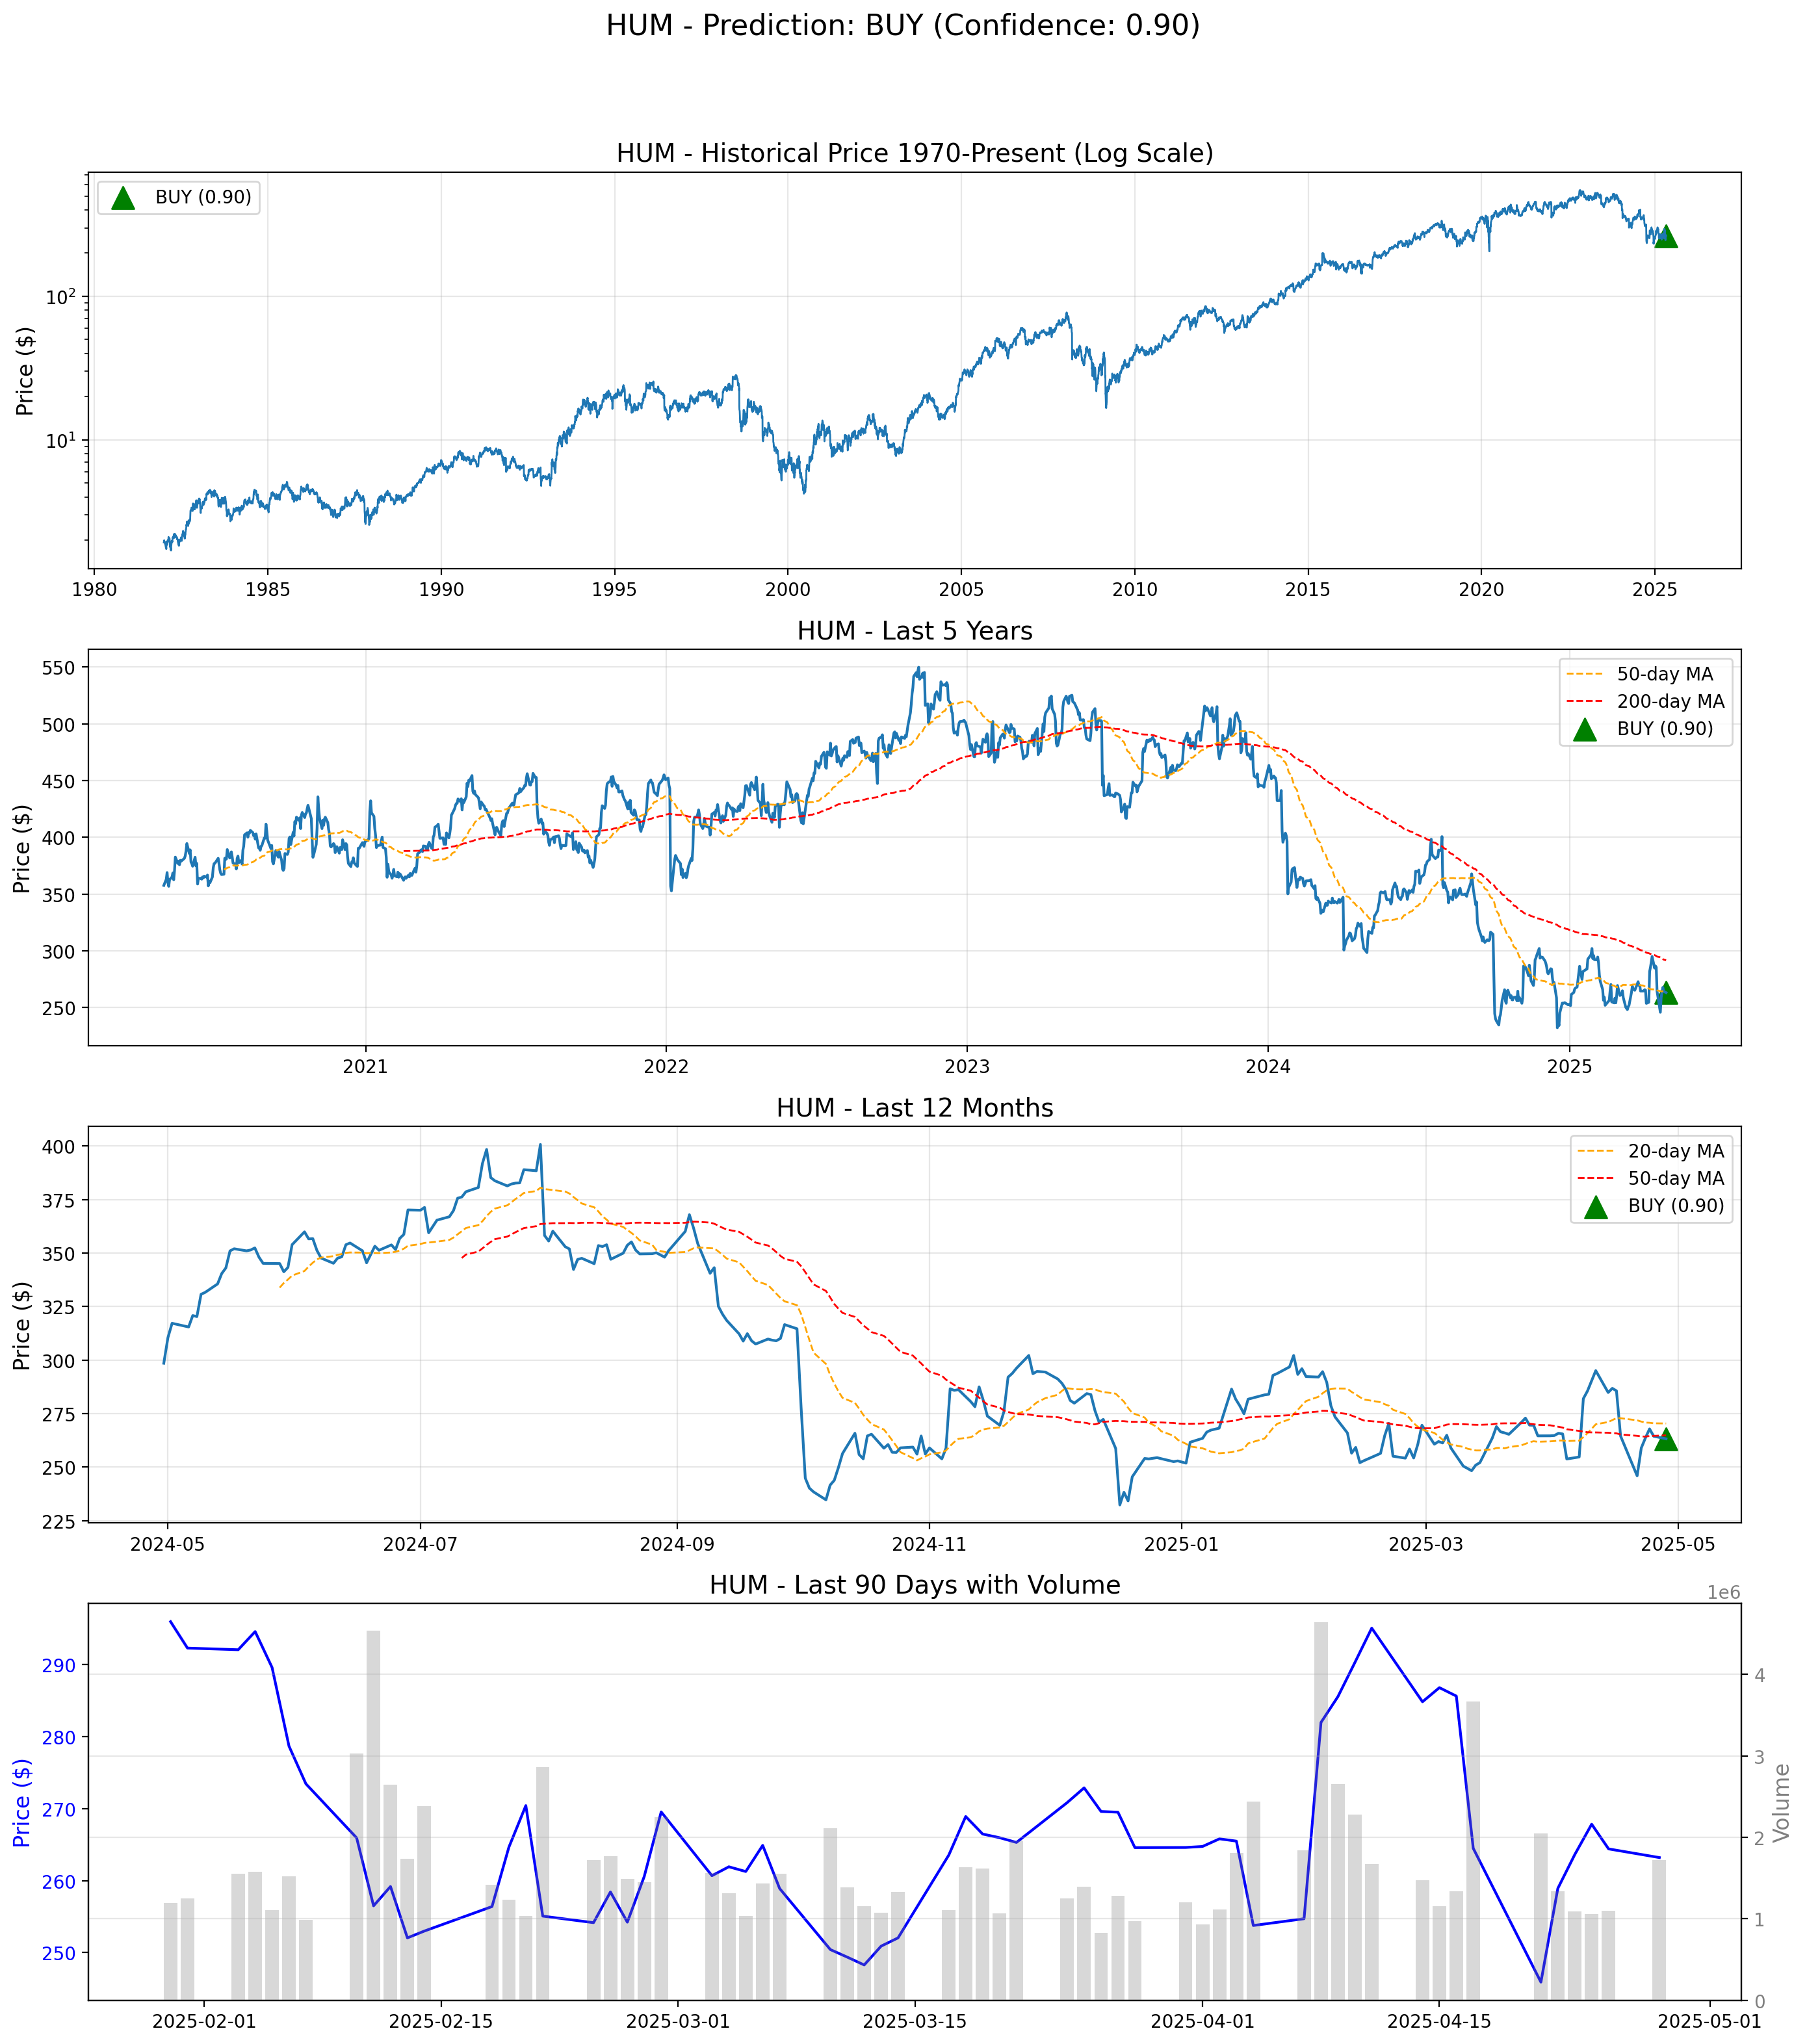 HUM - Prediction: BUY (Confidence: 0.90)
HUM - Historical Price 1970-Present (Log Scale)
BUY (0.90)
Price ($)
10²
10¹
1980 1985 1990 1995 2000 2005 2010 2015 2020 2025
HUM - Last 5 Years
50-day MA
200-day MA
BUY (0.90)
Price ($)
550
500
450
400
350
300
250
2021 2022 2023 2024 2025
HUM - Last 12 Months
20-day MA
50-day MA
BUY (0.90)
Price ($)
400
375
350
325
300
275
250
225
2024-05 2024-07 2024-09 2024-11 2025-01 2025-03 2025-05
HUM - Last 90 Days with Volume
1e6
Price ($)
290
280
270
260
250
4
3
2
1
0
Volume
2025-02-01 2025-02-15 2025-03-01 2025-03-15 2025-04-01 2025-04-15 2025-05-01